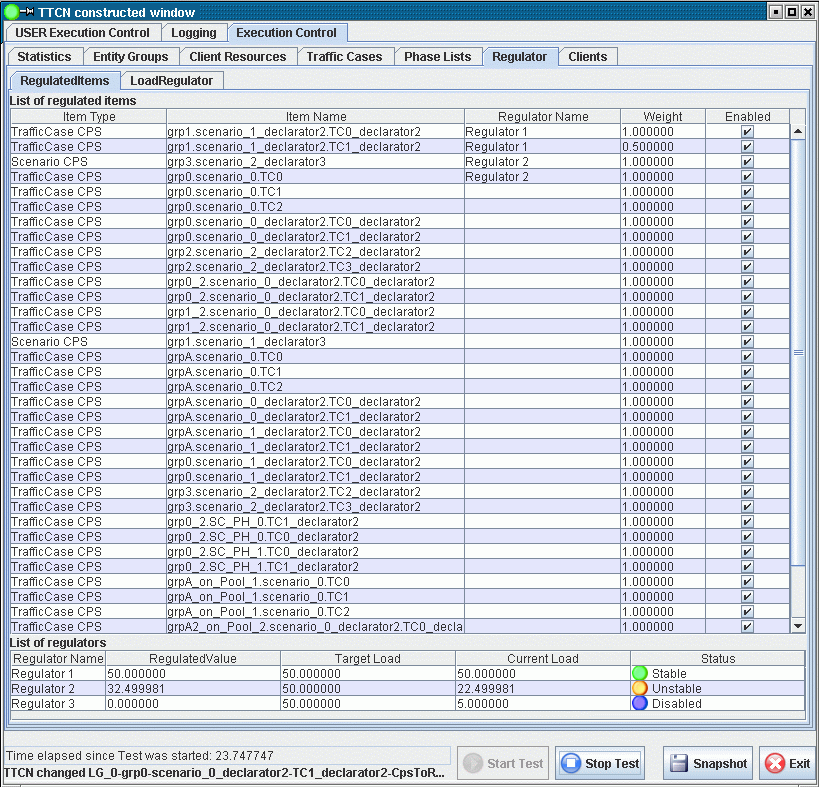 TTCN constructed window
USER Execution Control Logging Execution Control
Statistics Entity Groups Client Resources Traffic Cases Phase Lists Regulator Clients
RegulatedItems LoadRegulator
List of regulated items
Item Type Item Name Regulator Name Weight Enabled
TrafficCase CPS grp1.scenario_1_declarator2.TC0_declarator2 Regulator 1 1.000000
TrafficCase CPS grp1.scenario_1_declarator2.TC1_declarator2 Regulator 1 0.500000
Scenario CPS grp3.scenario_2_declarator3 Regulator 2 1.000000
TrafficCase CPS grp0.scenario_0.TC0 Regulator 2 1.000000
TrafficCase CPS grp0.scenario_0.TC1 1.000000
TrafficCase CPS grp0.scenario_0.TC2 1.000000
TrafficCase CPS grp0.scenario_0_declarator2.TC0_declarator2 1.000000
TrafficCase CPS grp0.scenario_0_declarator2.TC1_declarator2 1.000000
TrafficCase CPS grp2.scenario_2_declarator2.TC2_declarator2 1.000000
TrafficCase CPS grp2.scenario_2_declarator2.TC3_declarator2 1.000000
TrafficCase CPS grp0_2.scenario_0_declarator2.TC0_declarator2 1.000000
TrafficCase CPS grp0_2.scenario_0_declarator2.TC1_declarator2 1.000000
TrafficCase CPS grp1_2.scenario_0_declarator2.TC0_declarator2 1.000000
TrafficCase CPS grp1_2.scenario_0_declarator2.TC1_declarator2 1.000000
Scenario CPS grp1.scenario_1_declarator3 1.000000
TrafficCase CPS grpA.scenario_0.TC0 1.000000
TrafficCase CPS grpA.scenario_0.TC1 1.000000
TrafficCase CPS grpA.scenario_0.TC2 1.000000
TrafficCase CPS grpA.scenario_0_declarator2.TC0_declarator2 1.000000
TrafficCase CPS grpA.scenario_0_declarator2.TC1_declarator2 1.000000
TrafficCase CPS grpA.scenario_1_declarator2.TC0_declarator2 1.000000
TrafficCase CPS grpA.scenario_1_declarator2.TC1_declarator2 1.000000
TrafficCase CPS grp0.scenario_1_declarator2.TC0_declarator2 1.000000
TrafficCase CPS grp0.scenario_1_declarator2.TC1_declarator2 1.000000
TrafficCase CPS grp3.scenario_2_declarator2.TC2_declarator2 1.000000
TrafficCase CPS grp3.scenario_2_declarator2.TC3_declarator2 1.000000
TrafficCase CPS grp0_2.SC_PH_0.TC1_declarator2 1.000000
TrafficCase CPS grp0_2.SC_PH_0.TC0_declarator2 1.000000
TrafficCase CPS grp0_2.SC_PH_1.TC0_declarator2 1.000000
TrafficCase CPS grp0_2.SC_PH_1.TC1_declarator2 1.000000
TrafficCase CPS grpA_on_Pool_1.scenario_0.TC0 1.000000
TrafficCase CPS grpA_on_Pool_1.scenario_0.TC1 1.000000
TrafficCase CPS grpA_on_Pool_1.scenario_0.TC2 1.000000
TrafficCase CPS grpA2_on_Pool_2.scenario_0_declarator2.TC0_decla 1.000000
List of regulators
Regulator Name RegulatedValue Target Load Current Load Status
Regulator 1 50.000000 50.000000 50.000000 Stable
Regulator 2 32.499981 50.000000 22.499981 Unstable
Regulator 3 0.000000 50.000000 5.000000 Disabled
Time elapsed since Test was started: 23.747747
TTCN changed LG_0-grp0-scenario_0_declarator2-TC1_declarator2-CpsToR...
Start Test Stop Test Snapshot Exit